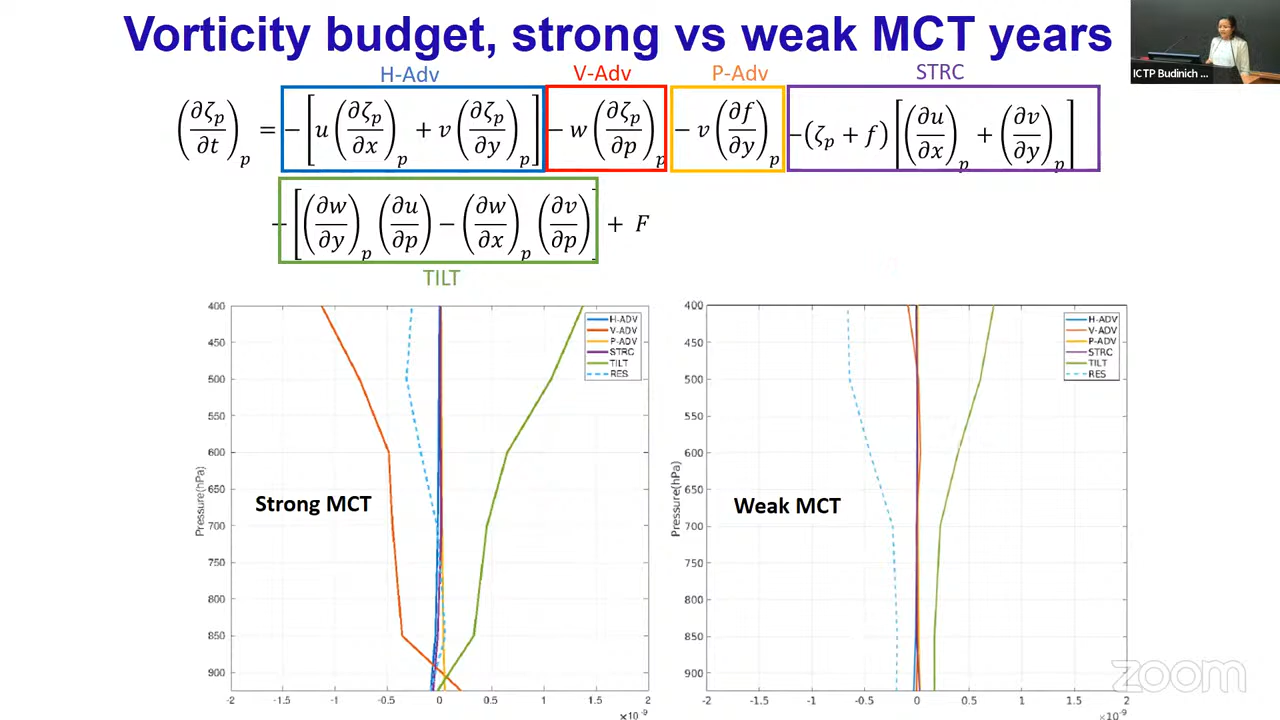 Vorticity budget, strong vs weak MCT years
ICTP Budinich ...
H-Adv V-Adv P-Adv STRC
(∂ζp/∂t)p = −[u(∂ζp/∂x)p + v(∂ζp/∂y)p] − w(∂ζp/∂p)p − v(∂f/∂y)p −(ζp + f)[(∂u/∂x)p + (∂v/∂y)p]
−[(∂w/∂y)p (∂u/∂p) − (∂w/∂x)p (∂v/∂p)] + F
TILT
400
450
500
550
600
650
700
750
800
850
900
Pressure(hPa)
Strong MCT
H-ADV
V-ADV
P-ADV
STRC
TILT
RES
-2 -1.5 -1 -0.5 0 0.5 1 1.5 2
×10⁻⁹
400
450
500
550
600
650
700
750
800
850
900
Pressure(hPa)
Weak MCT
H-ADV
V-ADV
P-ADV
STRC
TILT
RES
-2 -1.5 -1 -0.5 0 0.5 1 1.5 2
×10⁻⁹
zoom